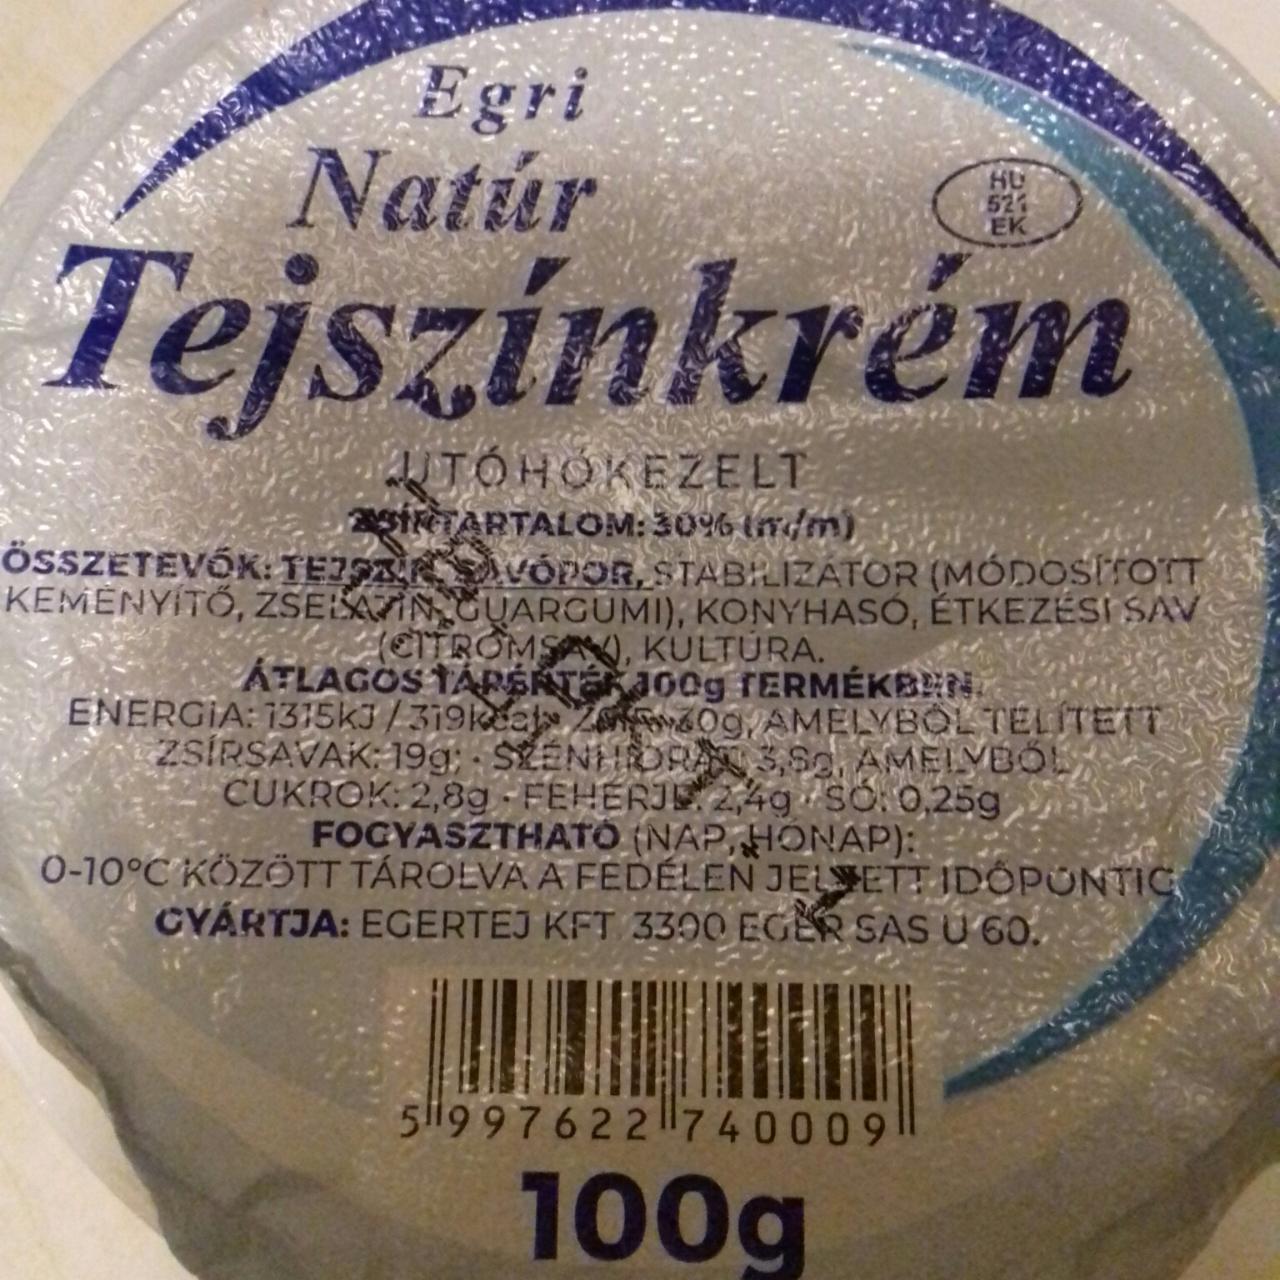 Egri
Natúr
Tejszínkrém
HU
521
EK
UTÓHŐKEZELT
ZSÍRTARTALOM: 30% (m/m)
ÖSSZETEVŐK: TEJSZÍN, SAVÓPOR, STABILIZÁTOR (MÓDOSÍTOTT
KEMÉNYÍTŐ, ZSELATIN, GUARGUMI), KONYHASÓ, ÉTKEZÉSI SAV
(CITROMSAV), KULTÚRA.
ÁTLAGOS TÁPÉRTÉK 100g TERMÉKBEN:
ENERGIA: 1315kJ / 319kcal · ZSÍR: 30g, AMELYBŐL TELÍTETT
ZSÍRSAVAK: 19g; · SZÉNHIDRÁT: 3,8g, AMELYBŐL
CUKROK: 2,8g · FEHÉRJE: 2,4g · SÓ: 0,25g
FOGYASZTHATÓ (NAP, HÓNAP):
0-10°C KÖZÖTT TÁROLVA A FEDÉLEN JELZETT IDŐPONTIG
GYÁRTJA: EGERTEJ KFT. 3300 EGER SAS U 60.
5 997622 740009
100g